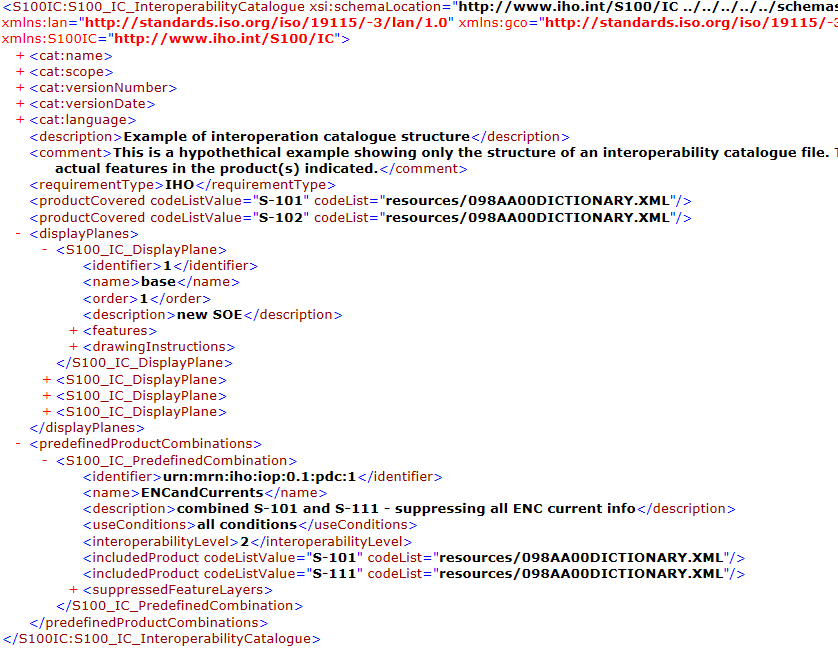 <S100IC:S100_IC_InteroperabilityCatalogue xsi:schemaLocation="http://www.iho.int/S100/IC ../../../../../schemas
xmlns:lan="http://standards.iso.org/iso/19115/-3/lan/1.0" xmlns:gco="http://standards.iso.org/iso/19115/-3
xmlns:S100IC="http://www.iho.int/S100/IC">
+ <cat:name>
+ <cat:scope>
+ <cat:versionNumber>
+ <cat:versionDate>
+ <cat:language>
<description>Example of interoperation catalogue structure</description>
<comment>This is a hypothethical example showing only the structure of an interoperability catalogue file. T
actual features in the product(s) indicated.</comment>
<requirementType>IHO</requirementType>
<productCovered codeListValue="S-101" codeList="resources/098AA00DICTIONARY.XML"/>
<productCovered codeListValue="S-102" codeList="resources/098AA00DICTIONARY.XML"/>
- <displayPlanes>
- <S100_IC_DisplayPlane>
<identifier>1</identifier>
<name>base</name>
<order>1</order>
<description>new SOE</description>
+ <features>
+ <drawingInstructions>
</S100_IC_DisplayPlane>
+ <S100_IC_DisplayPlane>
+ <S100_IC_DisplayPlane>
+ <S100_IC_DisplayPlane>
</displayPlanes>
- <predefinedProductCombinations>
- <S100_IC_PredefinedCombination>
<identifier>urn:mrn:iho:iop:0.1:pdc:1</identifier>
<name>ENCandCurrents</name>
<description>combined S-101 and S-111 - suppressing all ENC current info</description>
<useConditions>all conditions</useConditions>
<interoperabilityLevel>2</interoperabilityLevel>
<includedProduct codeListValue="S-101" codeList="resources/098AA00DICTIONARY.XML"/>
<includedProduct codeListValue="S-111" codeList="resources/098AA00DICTIONARY.XML"/>
+ <suppressedFeatureLayers>
</S100_IC_PredefinedCombination>
</predefinedProductCombinations>
</S100IC:S100_IC_InteroperabilityCatalogue>